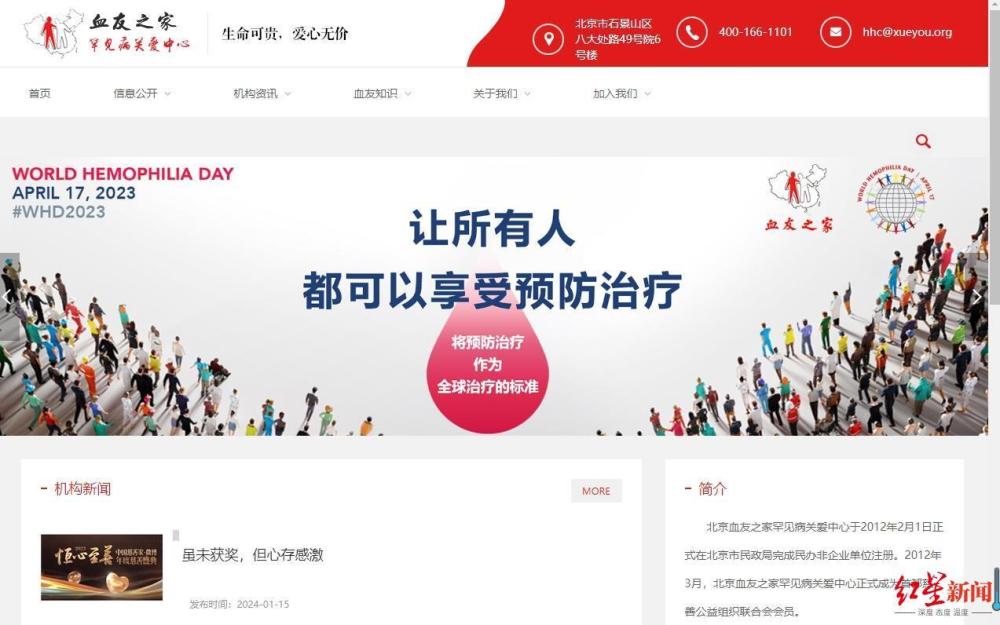 血友之家
罕见病关爱中心
生命可贵，爱心无价
北京市石景山区
八大处路49号院6
号楼
400-166-1101
hhc@xueyou.org
首页
信息公开
机构资讯
血友知识
关于我们
加入我们
WORLD HEMOPHILIA DAY
APRIL 17, 2023
#WHD2023
血友之家
WORLD HEMOPHILIA DAY APRIL 17
让所有人
都可以享受预防治疗
将预防治疗
作为
全球治疗的标准
机构新闻
MORE
恒心至善
中国慈善家·微博
年度慈善盛典
虽未获奖，但心存感激
发布时间：2024-01-15
简介
北京血友之家罕见病关爱中心于2012年2月1日正
式在北京市民政局完成民办非企业单位注册。2012年
3月，北京血友之家罕见病关爱中心正式成为
善公益组织联合会会员。
红星新闻
深度 态度 温度